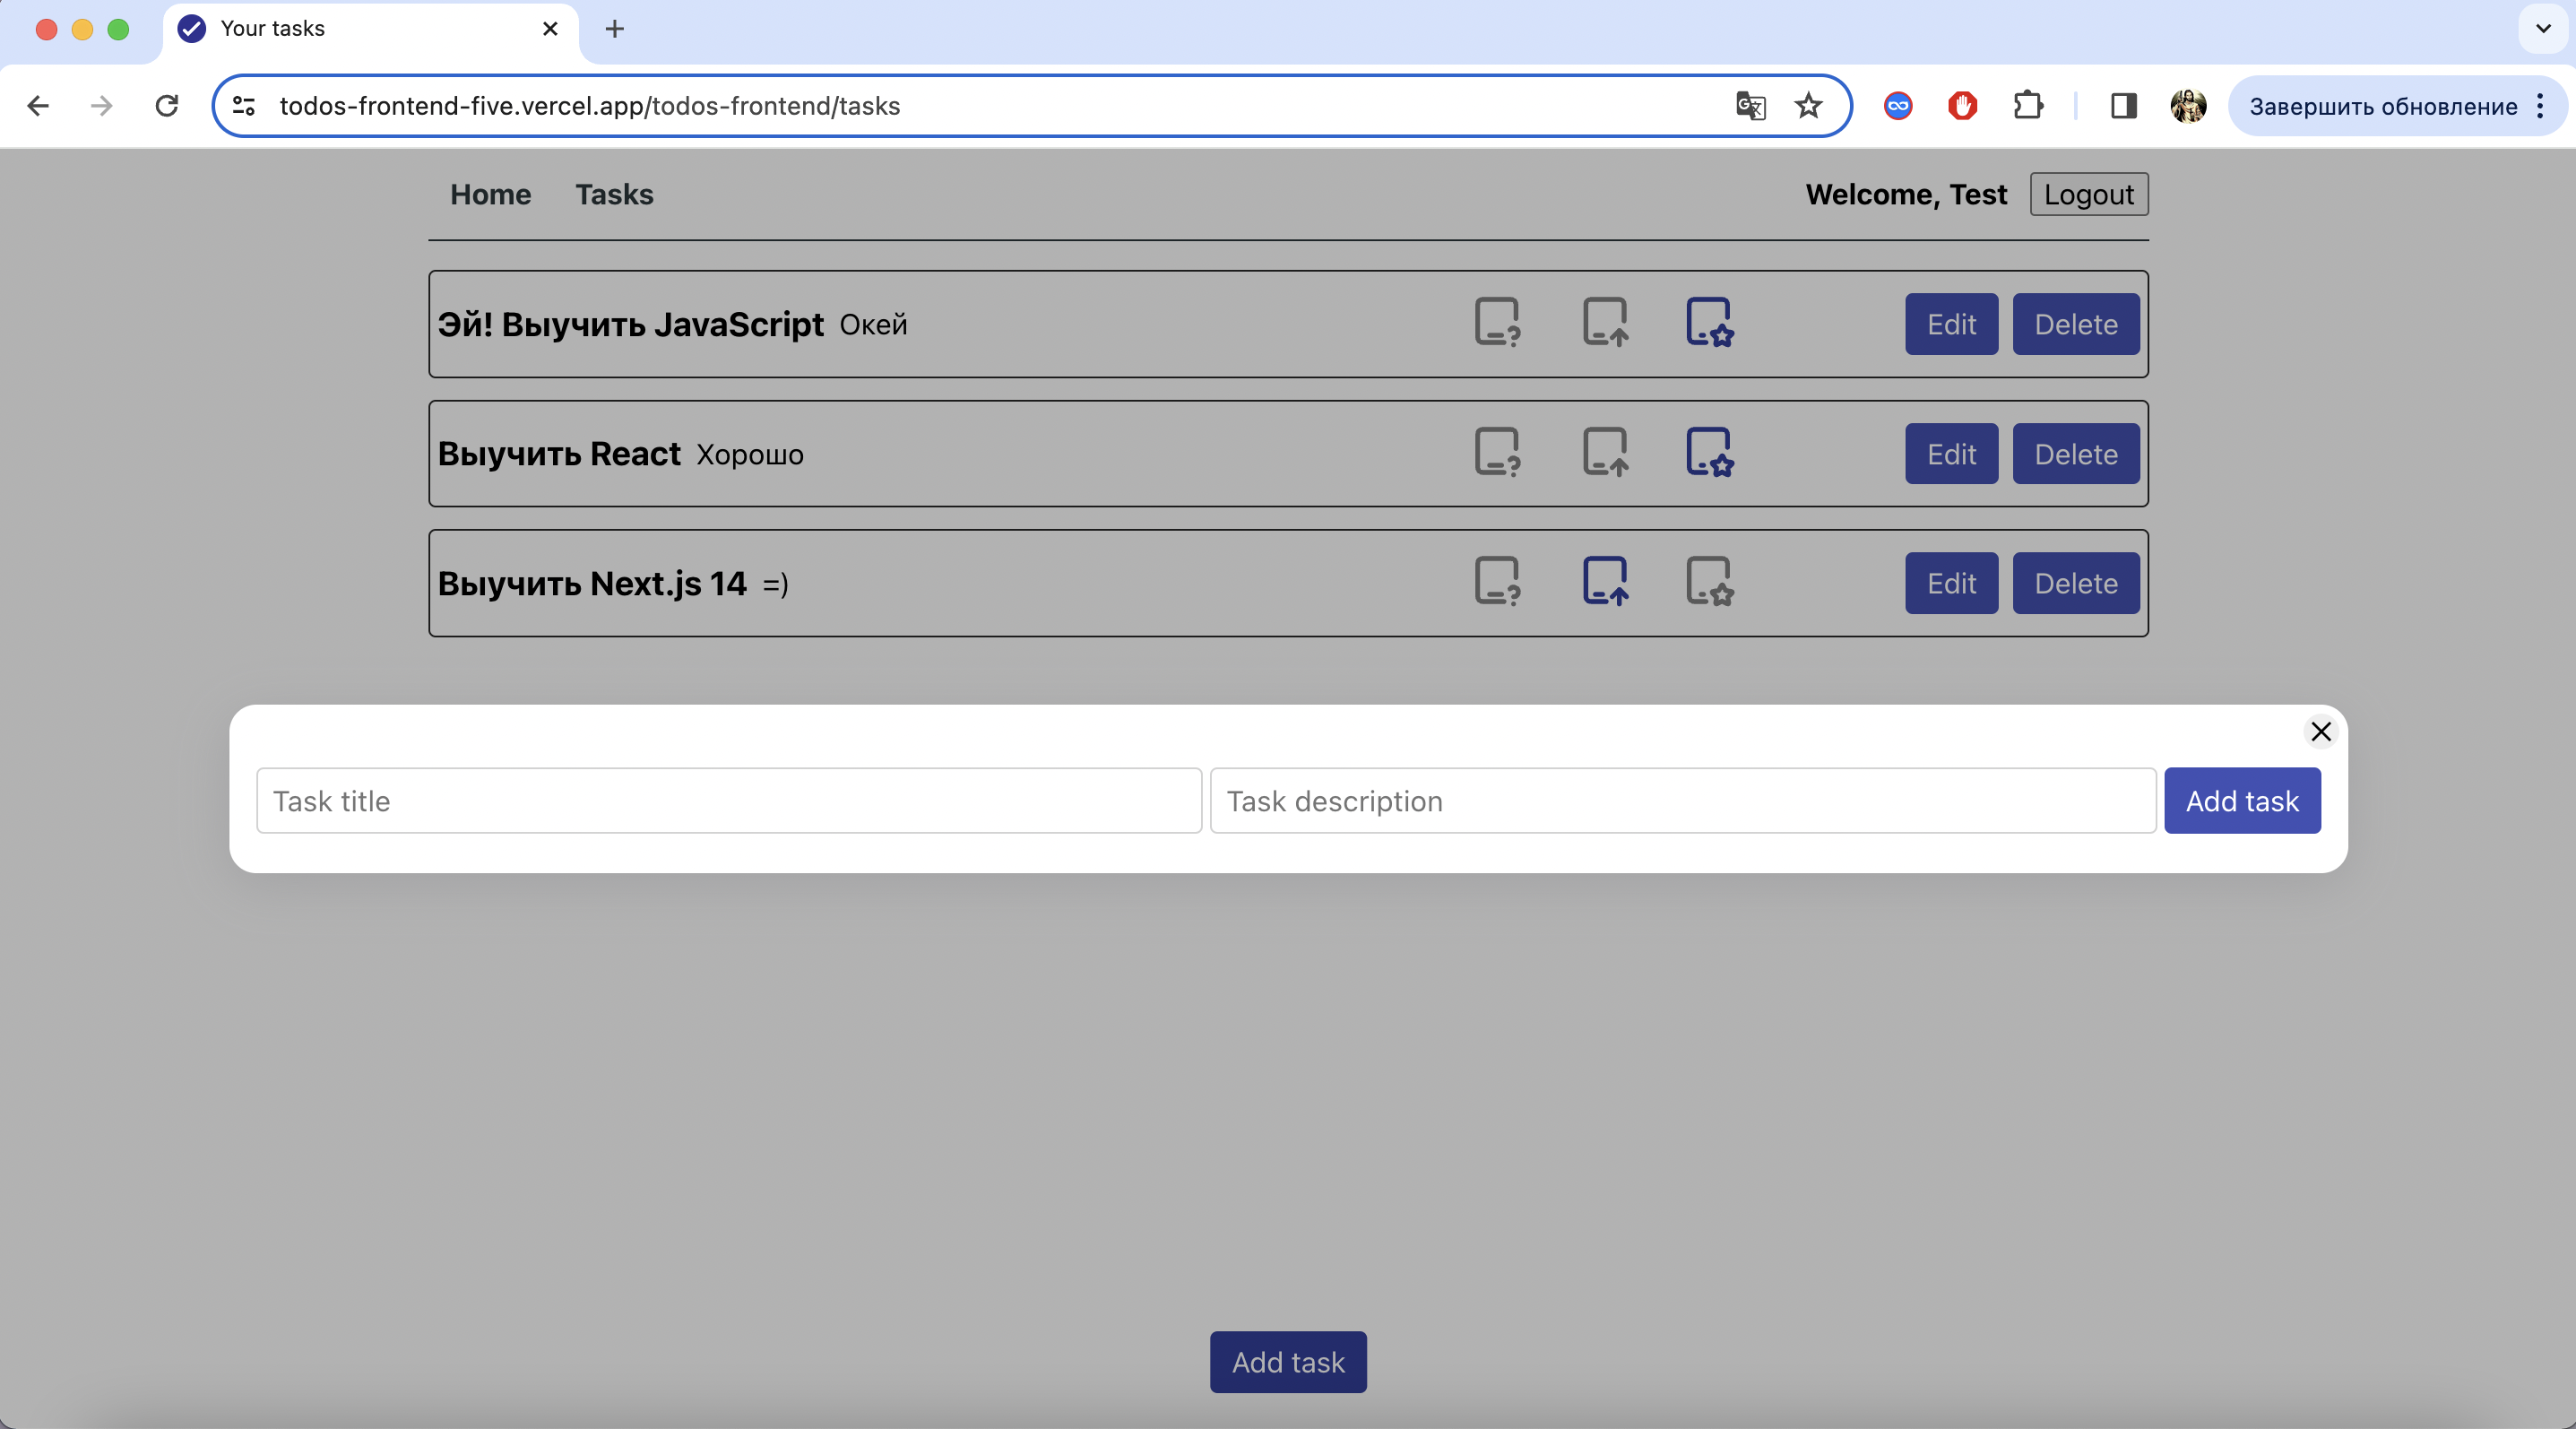 Your tasks
todos-frontend-five.vercel.app/todos-frontend/tasks
Завершить обновление
Home Tasks Welcome, Test Logout
Эй! Выучить JavaScript Окей Edit Delete
Выучить React Хорошо Edit Delete
Выучить Next.js 14 =) Edit Delete
Task title Task description Add task
Add task